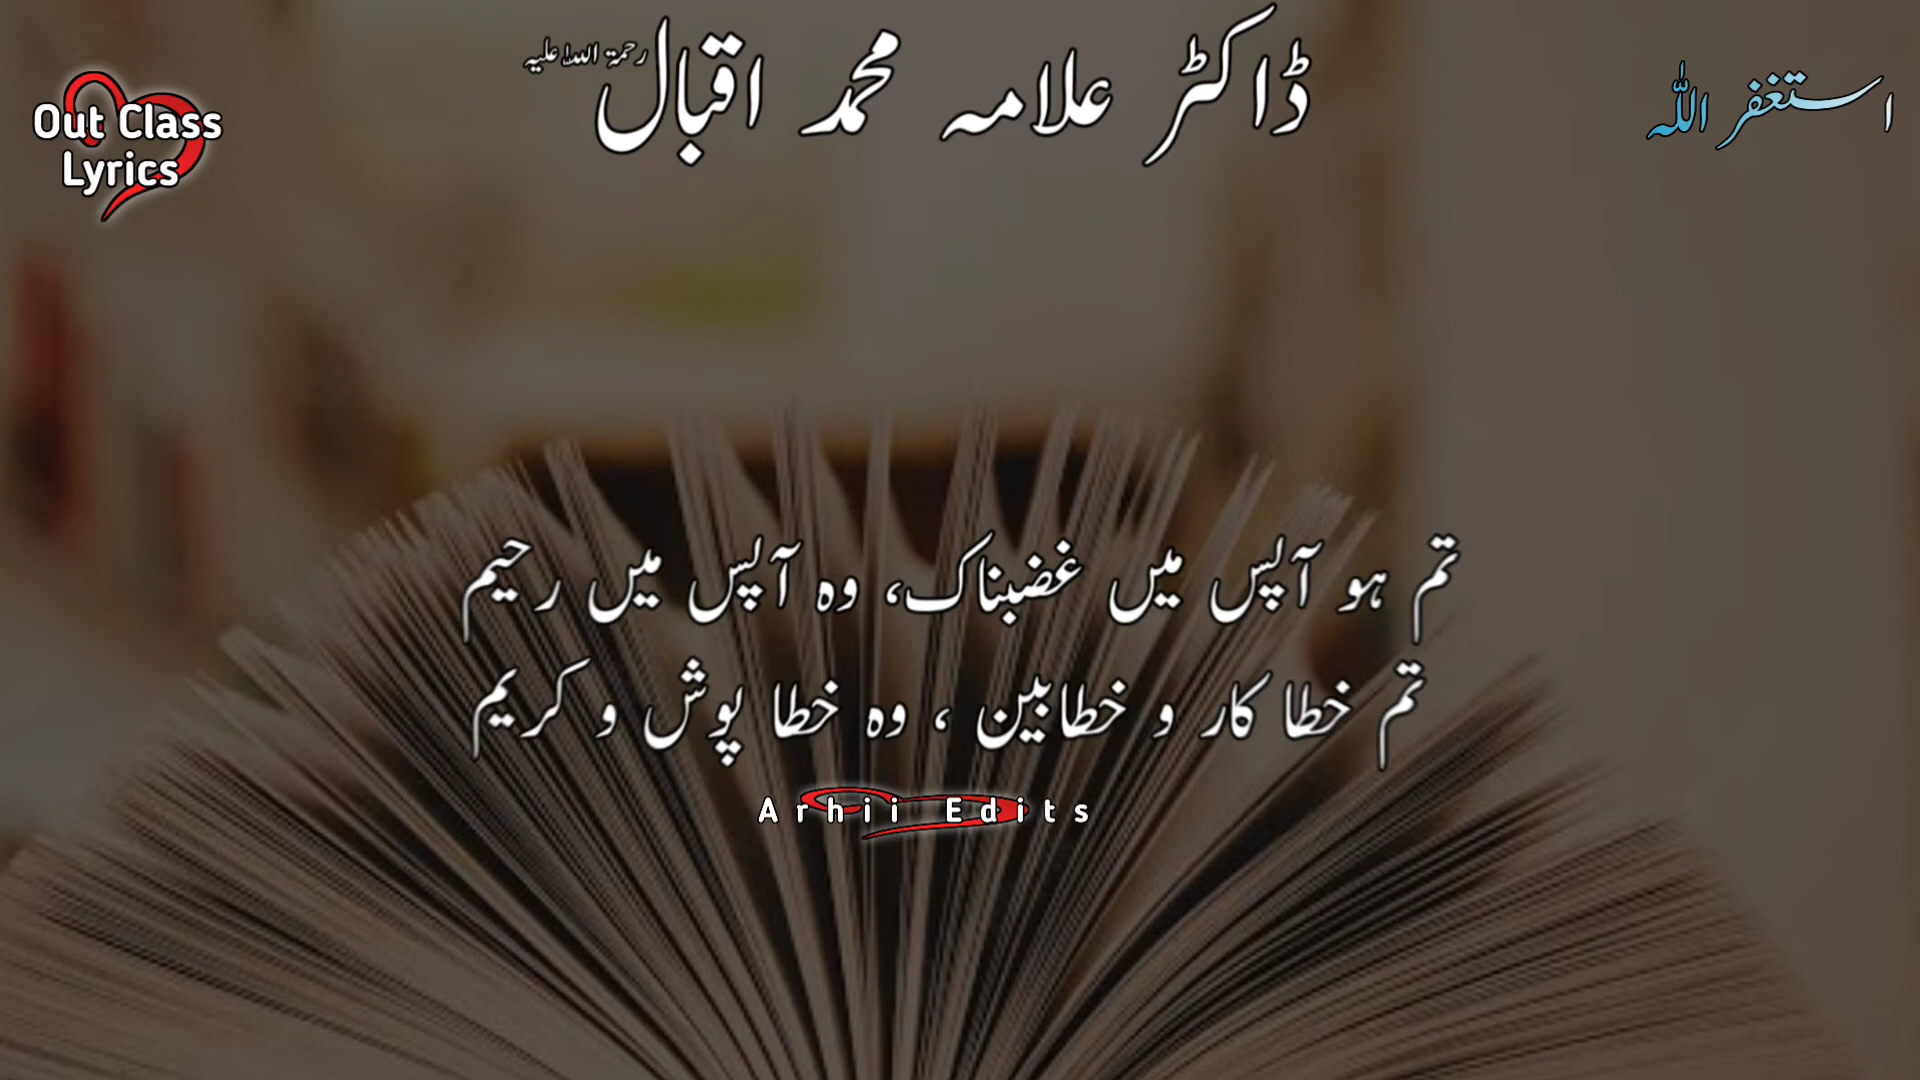 ڈاکٹر علامہ محمد اقبال رحمۃ اللہ علیہ
استغفر اللہ
Out Class
Lyrics
تم ہو آپس میں غضبناک، وہ آپس میں رحیم
تم خطا کار و خطابین ، وہ خطا پوش و کریم
Arhii Edits